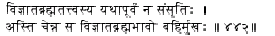 विज्ञातब्रह्मतत्त्वस्य यथापूर्वं न संसृतिः ।
अस्ति चेन्न स विज्ञातब्रह्मभावो बहिर्मुखः ॥ ४४२॥